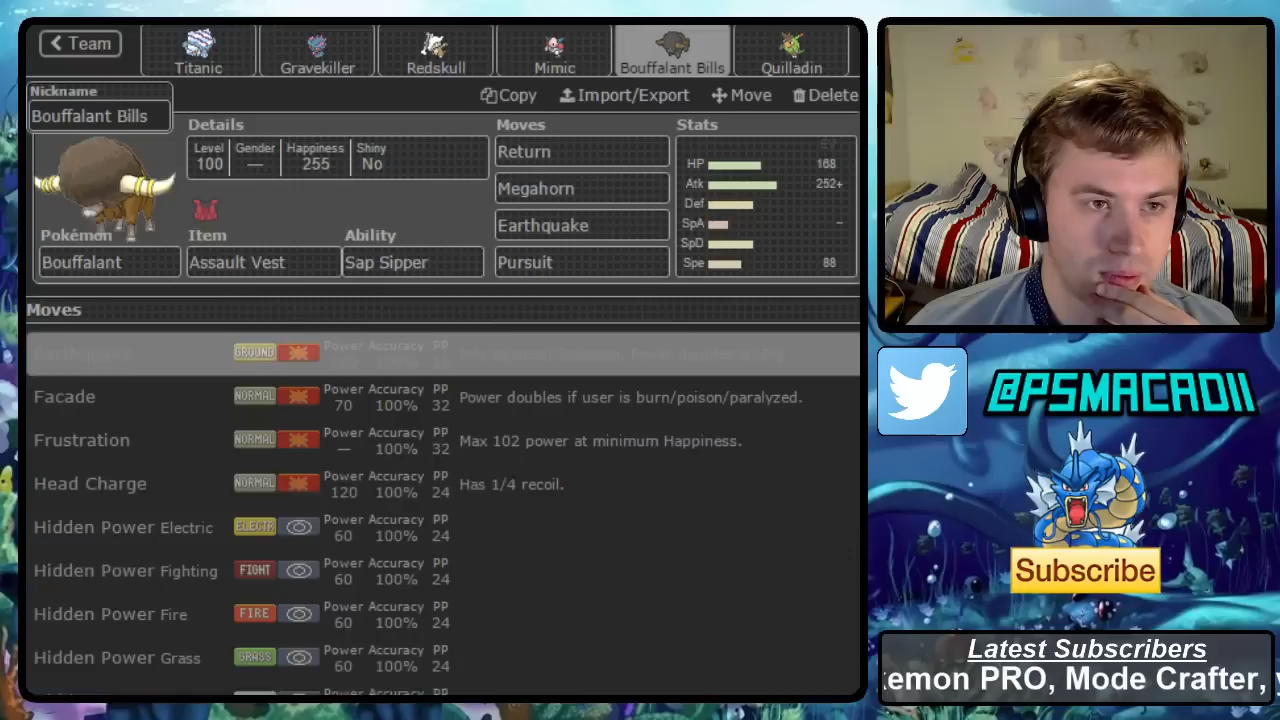 Team
Titanic
Gravekiller
Redskull
Mimic
Bouffalant Bills
Quilladin
Nickname
Bouffalant Bills
Copy
Import/Export
Move
Delete
Details
Moves
Stats
Level
100
Gender
—
Happiness
255
Shiny
No
Return
Megahorn
Earthquake
Pursuit
EV
HP 168
Atk 252+
Def
SpA –
SpD
Spe 88
Pokémon
Bouffalant
Item
Assault Vest
Ability
Sap Sipper
Moves
GROUND Power Accuracy PP
Facade NORMAL Power 70 Accuracy 100% PP 32 Power doubles if user is burn/poison/paralyzed.
Frustration NORMAL Power — Accuracy 100% PP 32 Max 102 power at minimum Happiness.
Head Charge NORMAL Power 120 Accuracy 100% PP 24 Has 1/4 recoil.
Hidden Power Electric ELECTR Power 60 Accuracy 100% PP 24
Hidden Power Fighting FIGHT Power 60 Accuracy 100% PP 24
Hidden Power Fire FIRE Power 60 Accuracy 100% PP 24
Hidden Power Grass GRASS Power 60 Accuracy 100% PP 24
@PSMACADII
Subscribe
Latest Subscribers
kemon PRO, Mode Crafter,